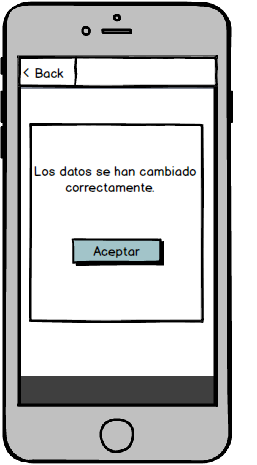 < Back
Los datos se han cambiado
correctamente.
Aceptar